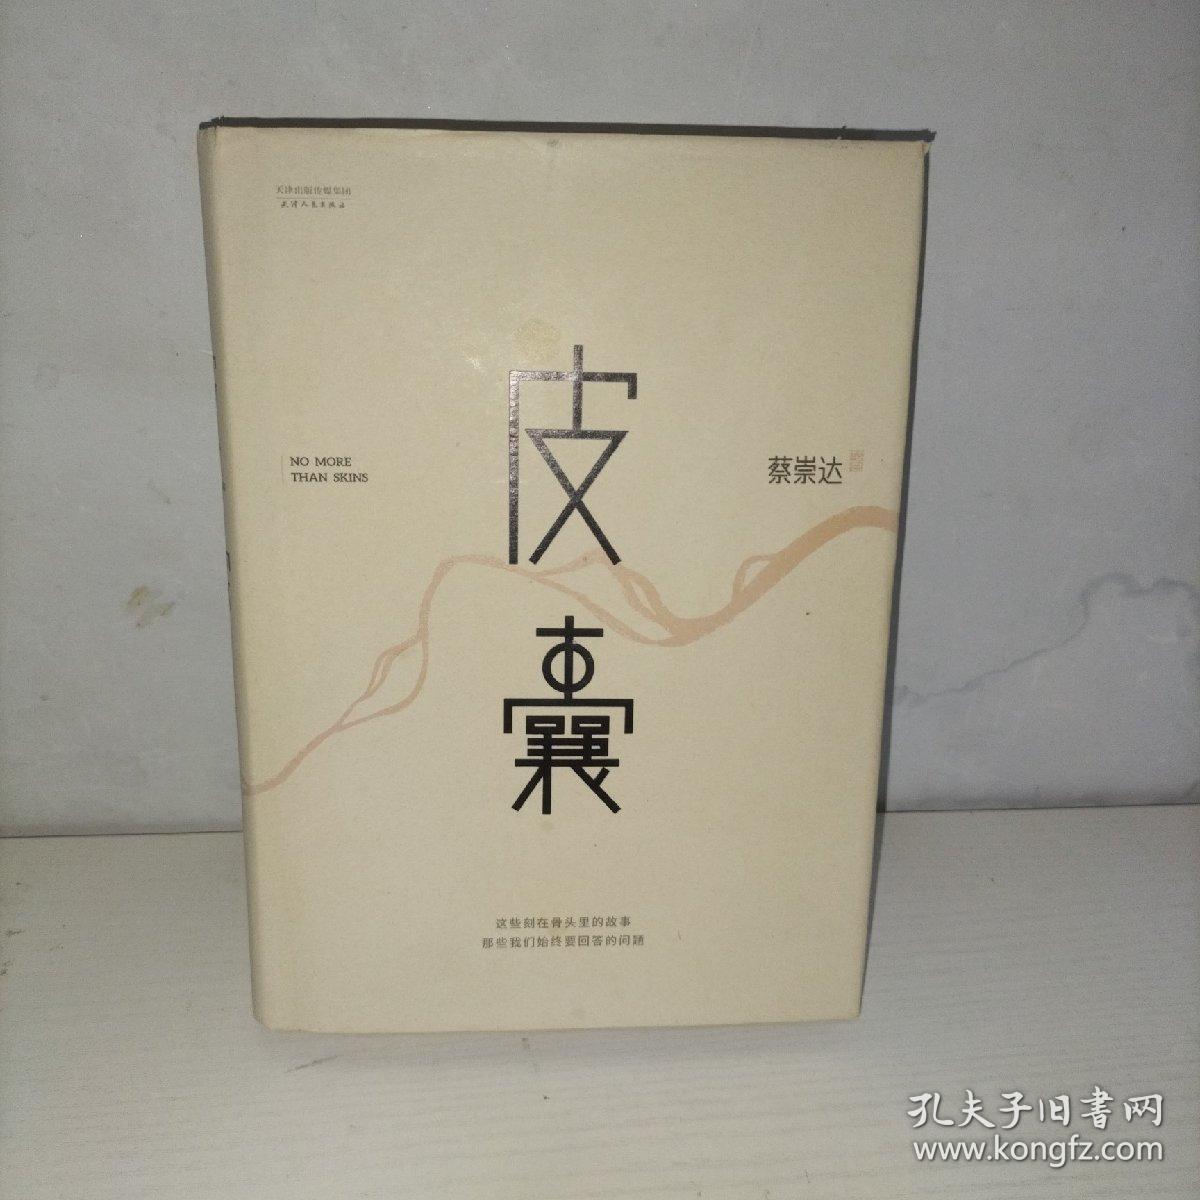 天津出版传媒集团
天津人民出版社
皮囊
NO MORE
THAN SKINS
蔡崇达
这些刻在骨头里的故事
那些我们始终要回答的问题
孔夫子旧書网
www.kongfz.com